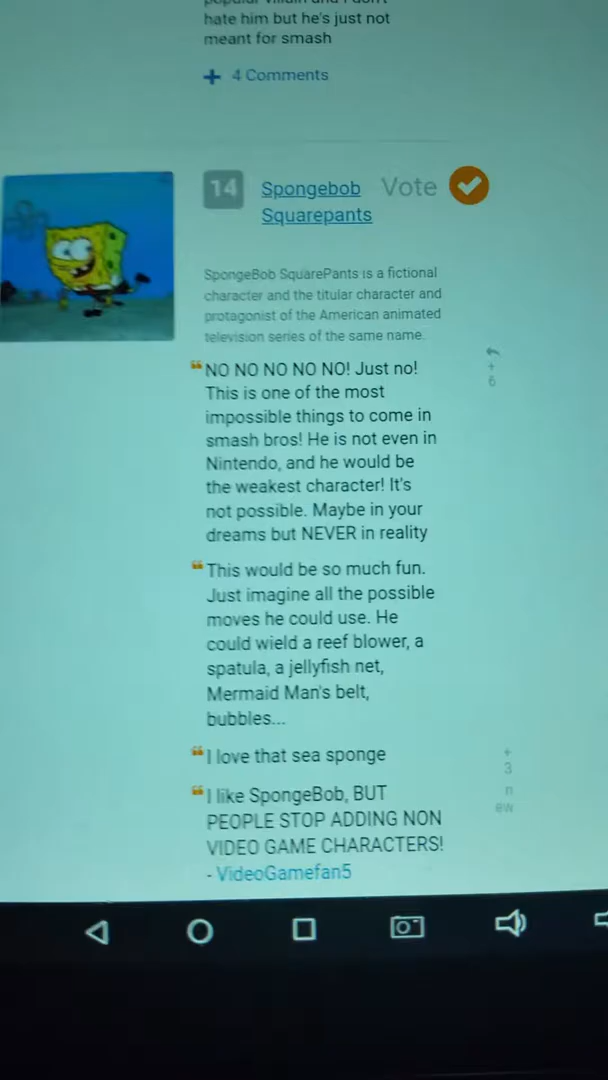 hate him but he's just not
meant for smash
+ 4 Comments
14 Spongebob Vote
Squarepants
SpongeBob SquarePants is a fictional
character and the titular character and
protagonist of the American animated
television series of the same name.
❝NO NO NO NO NO! Just no!
This is one of the most
impossible things to come in
smash bros! He is not even in
Nintendo, and he would be
the weakest character! It's
not possible. Maybe in your
dreams but NEVER in reality
+
6
❝This would be so much fun.
Just imagine all the possible
moves he could use. He
could wield a reef blower, a
spatula, a jellyfish net,
Mermaid Man's belt,
bubbles...
❝I love that sea sponge
+
3
❝I like SpongeBob, BUT
PEOPLE STOP ADDING NON
VIDEO GAME CHARACTERS!
- VideoGamefan5
n
ew